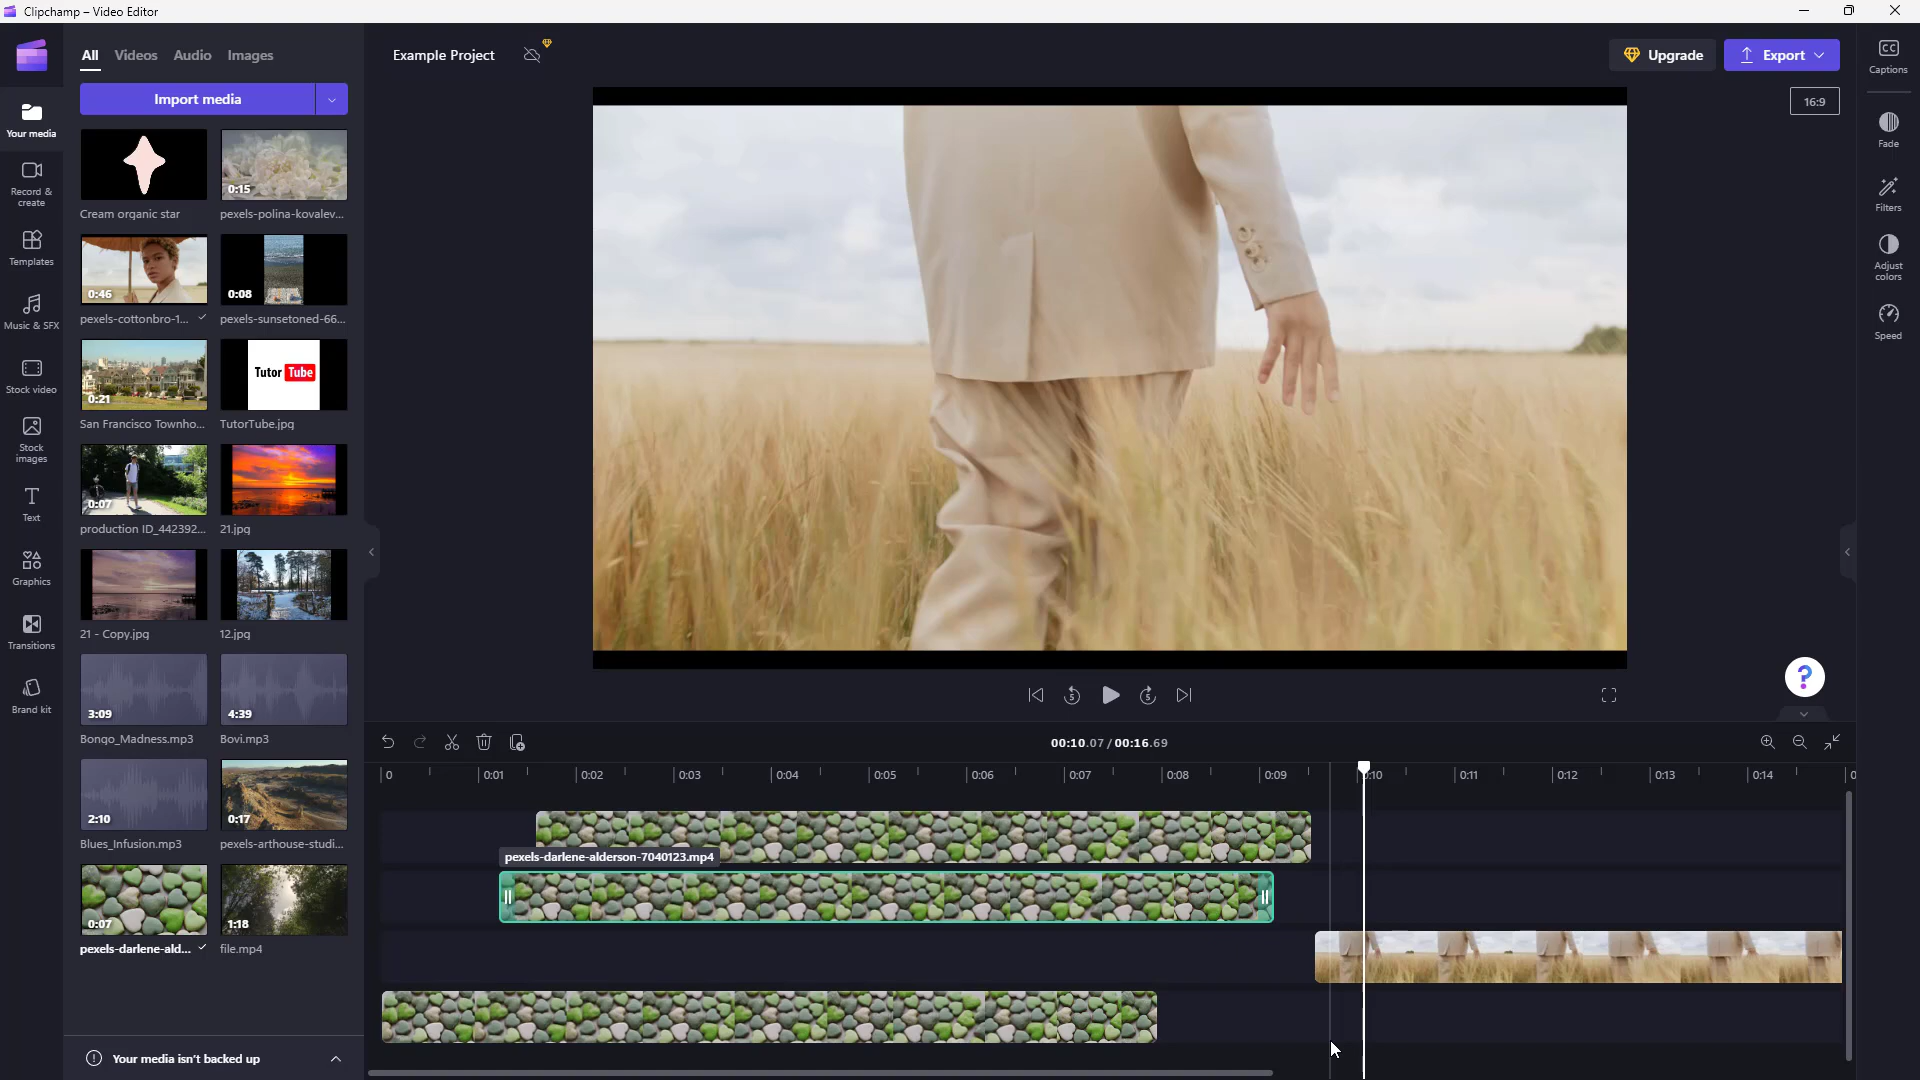 Clipchamp – Video Editor
All Videos Audio Images
Example Project
Upgrade
Export
Captions
Import media
16:9
Your media
Record & create
Templates
Music & SFX
Stock video
Stock images
Text
Graphics
Transitions
Brand kit
Fade
Filters
Adjust colors
Speed
Cream organic star
0:15
pexels-polina-kovalev...
0:46
pexels-cottonbro-1...
0:08
pexels-sunsetoned-66...
0:21
San Francisco Townho...
Tutor Tube
TutorTube.jpg
0:07
production ID_442392...
21.jpg
21 - Copy.jpg
12.jpg
3:09
Bongo_Madness.mp3
4:39
Bovi.mp3
2:10
Blues_Infusion.mp3
0:17
pexels-arthouse-studi...
0:07
pexels-darlene-ald...
1:18
file.mp4
Your media isn't backed up
5
5
?
00:10.07 / 00:16.69
0 0:01 0:02 0:03 0:04 0:05 0:06 0:07 0:08 0:09 0:10 0:11 0:12 0:13 0:14
pexels-darlene-alderson-7040123.mp4